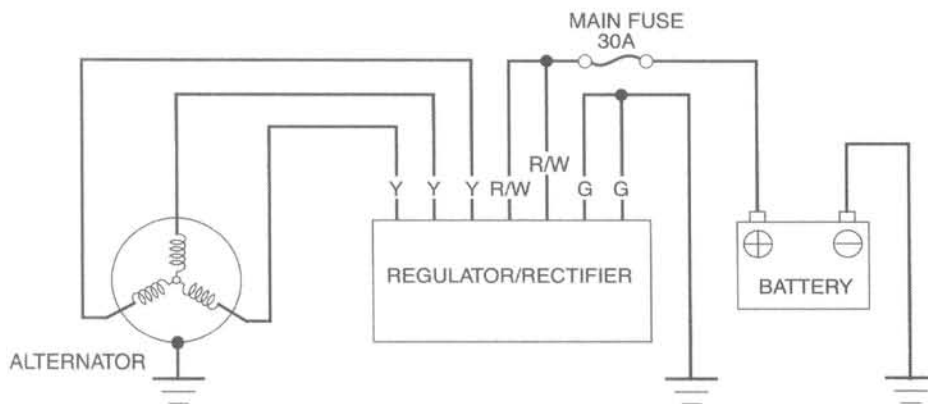 MAIN FUSE
30A
R/W
Y Y Y R/W G G
REGULATOR/RECTIFIER
BATTERY
ALTERNATOR